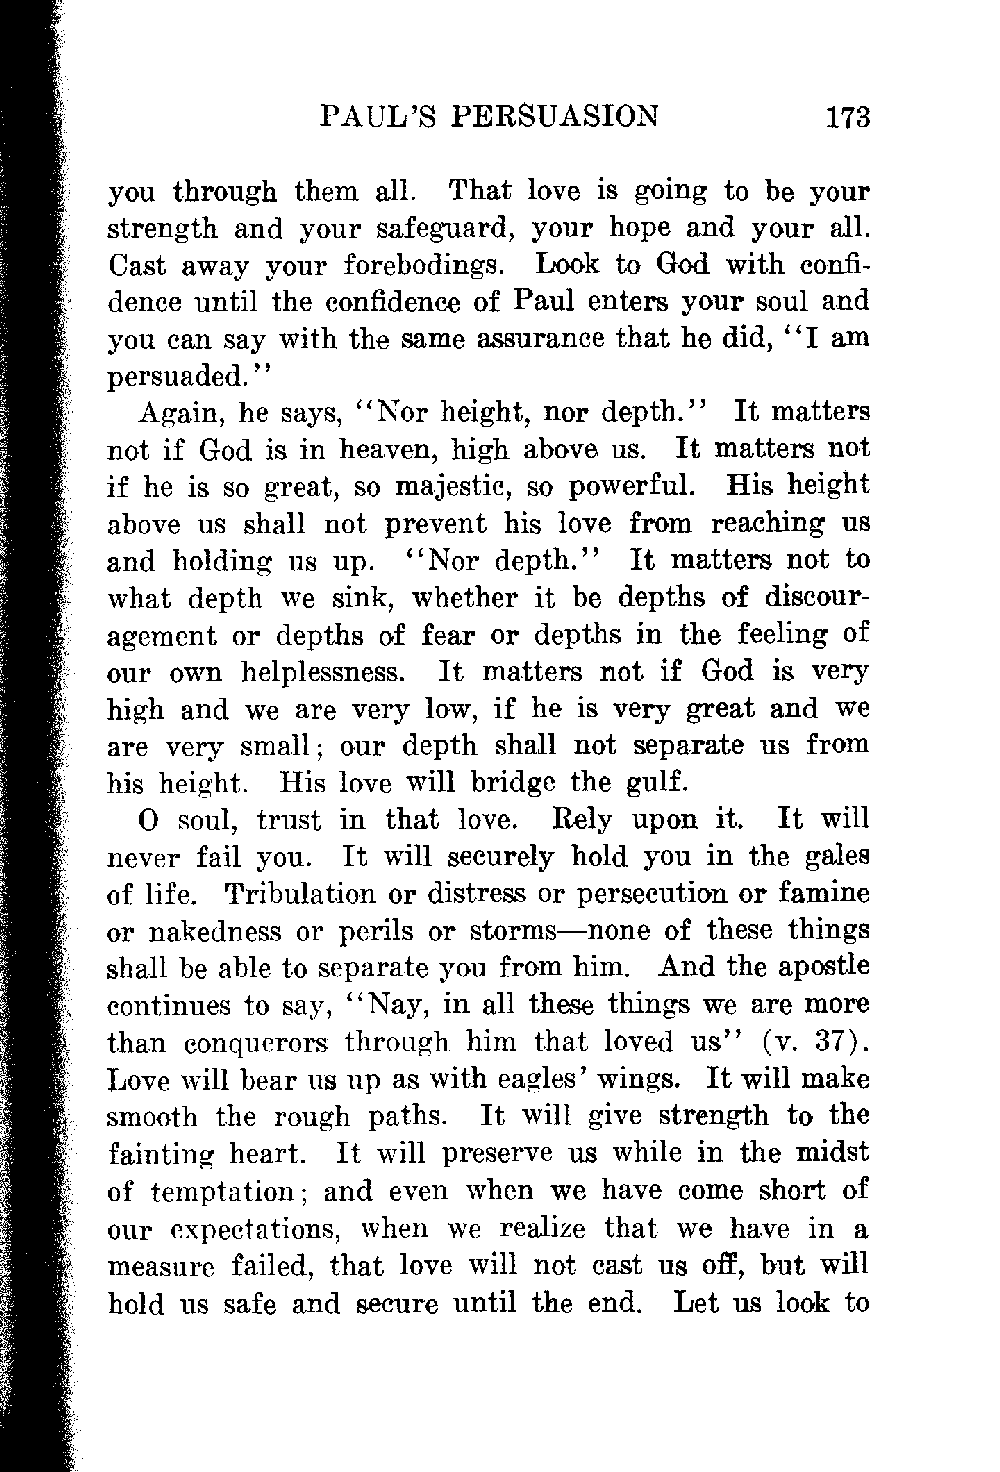 PAUL'S PERSUASION 173
you through them all. That love is going to be your
strength and your safeguard, your hope and your all.
Cast away your forebodings. Look to God with confi-
dence until the confidence of Paul enters your soul and
you can say with the same assurance that he did, "I am
persuaded."
Again, he says, "Nor height, nor depth." It matters
not if God is in heaven, high above us. It matters not
if he is so great, so majestic, so powerful. His height
above us shall not prevent his love from reaching us
and holding us up. "Nor depth." It matters not to
what depth we sink, whether it be depths of discour-
agement or depths of fear or depths in the feeling of
our own helplessness. It matters not if God is very
high and we are very low, if he is very great and we
are very small; our depth shall not separate us from
his height. His love will bridge the gulf.
O soul, trust in that love. Rely upon it. It will
never fail you. It will securely hold you in the gales
of life. Tribulation or distress or persecution or famine
or nakedness or perils or storms—none of these things
shall be able to separate you from him. And the apostle
continues to say, "Nay, in all these things we are more
than conquerors through him that loved us" (v. 37).
Love will bear us up as with eagles' wings. It will make
smooth the rough paths. It will give strength to the
fainting heart. It will preserve us while in the midst
of temptation; and even when we have come short of
our expectations, when we realize that we have in a
measure failed, that love will not cast us off, but will
hold us safe and secure until the end. Let us look to